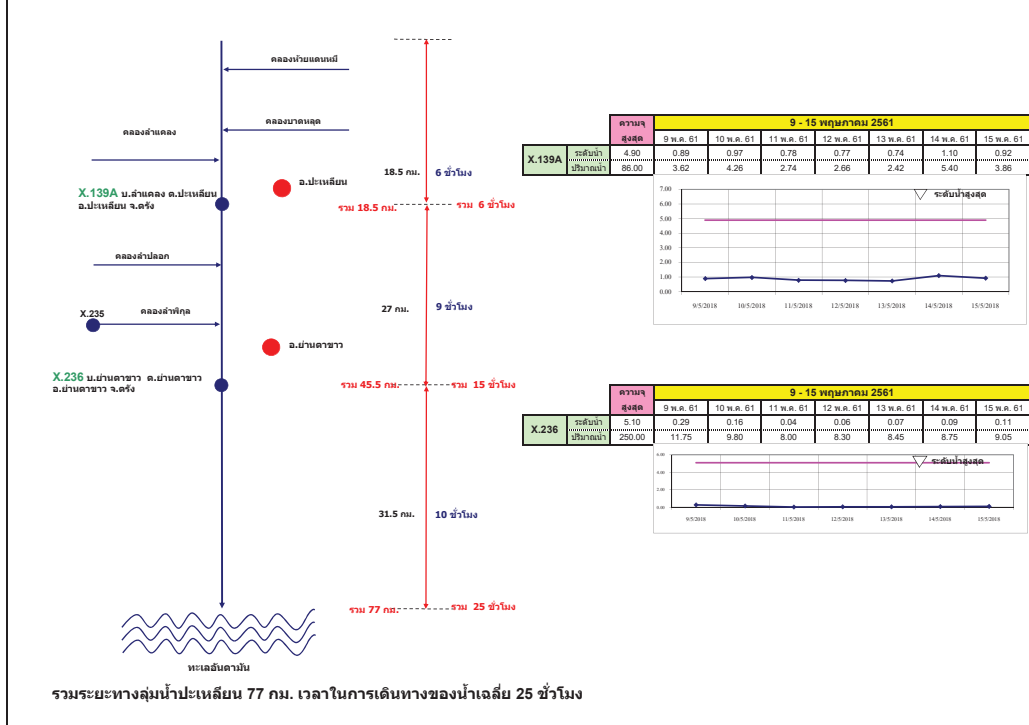 คลองห้วยแดนหมี
คลองบาตหลุด
คลองลำแคลง
18.5 กม. 6 ชั่วโมง
อ.ปะเหลียน
X.139A บ.ลำแคลง ต.ปะเหลียน
อ.ปะเหลียน จ.ตรัง
รวม 18.5 กม. รวม 6 ชั่วโมง
คลองลำปลอก
27 กม. 9 ชั่วโมง
X.235 คลองลำพิกุล
อ.ย่านตาขาว
X.236 บ.ย่านตาขาว ต.ย่านตาขาว
อ.ย่านตาขาว จ.ตรัง
รวม 45.5 กม. รวม 15 ชั่วโมง
31.5 กม. 10 ชั่วโมง
รวม 77 กม. รวม 25 ชั่วโมง
ทะเลอันดามัน
ความจุ 9 - 15 พฤษภาคม 2561
สูงสุด 9 พ.ค. 61 10 พ.ค. 61 11 พ.ค. 61 12 พ.ค. 61 13 พ.ค. 61 14 พ.ค. 61 15 พ.ค. 61
X.139A
ระดับน้ำ 4.90 0.89 0.97 0.78 0.77 0.74 1.10 0.92
ปริมาณน้ำ 86.00 3.62 4.26 2.74 2.66 2.42 5.40 3.86
ระดับน้ำสูงสุด
7.00
6.00
5.00
4.00
3.00
2.00
1.00
0.00
9/5/2018 10/5/2018 11/5/2018 12/5/2018 13/5/2018 14/5/2018 15/5/2018
ความจุ 9 - 15 พฤษภาคม 2561
สูงสุด 9 พ.ค. 61 10 พ.ค. 61 11 พ.ค. 61 12 พ.ค. 61 13 พ.ค. 61 14 พ.ค. 61 15 พ.ค. 61
X.236
ระดับน้ำ 5.10 0.29 0.16 0.04 0.06 0.07 0.09 0.11
ปริมาณน้ำ 250.00 11.75 9.80 8.00 8.30 8.45 8.75 9.05
ระดับน้ำสูงสุด
6.00
4.00
2.00
0.00
9/5/2018 10/5/2018 11/5/2018 12/5/2018 13/5/2018 14/5/2018 15/5/2018
รวมระยะทางลุ่มน้ำปะเหลียน 77 กม. เวลาในการเดินทางของน้ำเฉลี่ย 25 ชั่วโมง